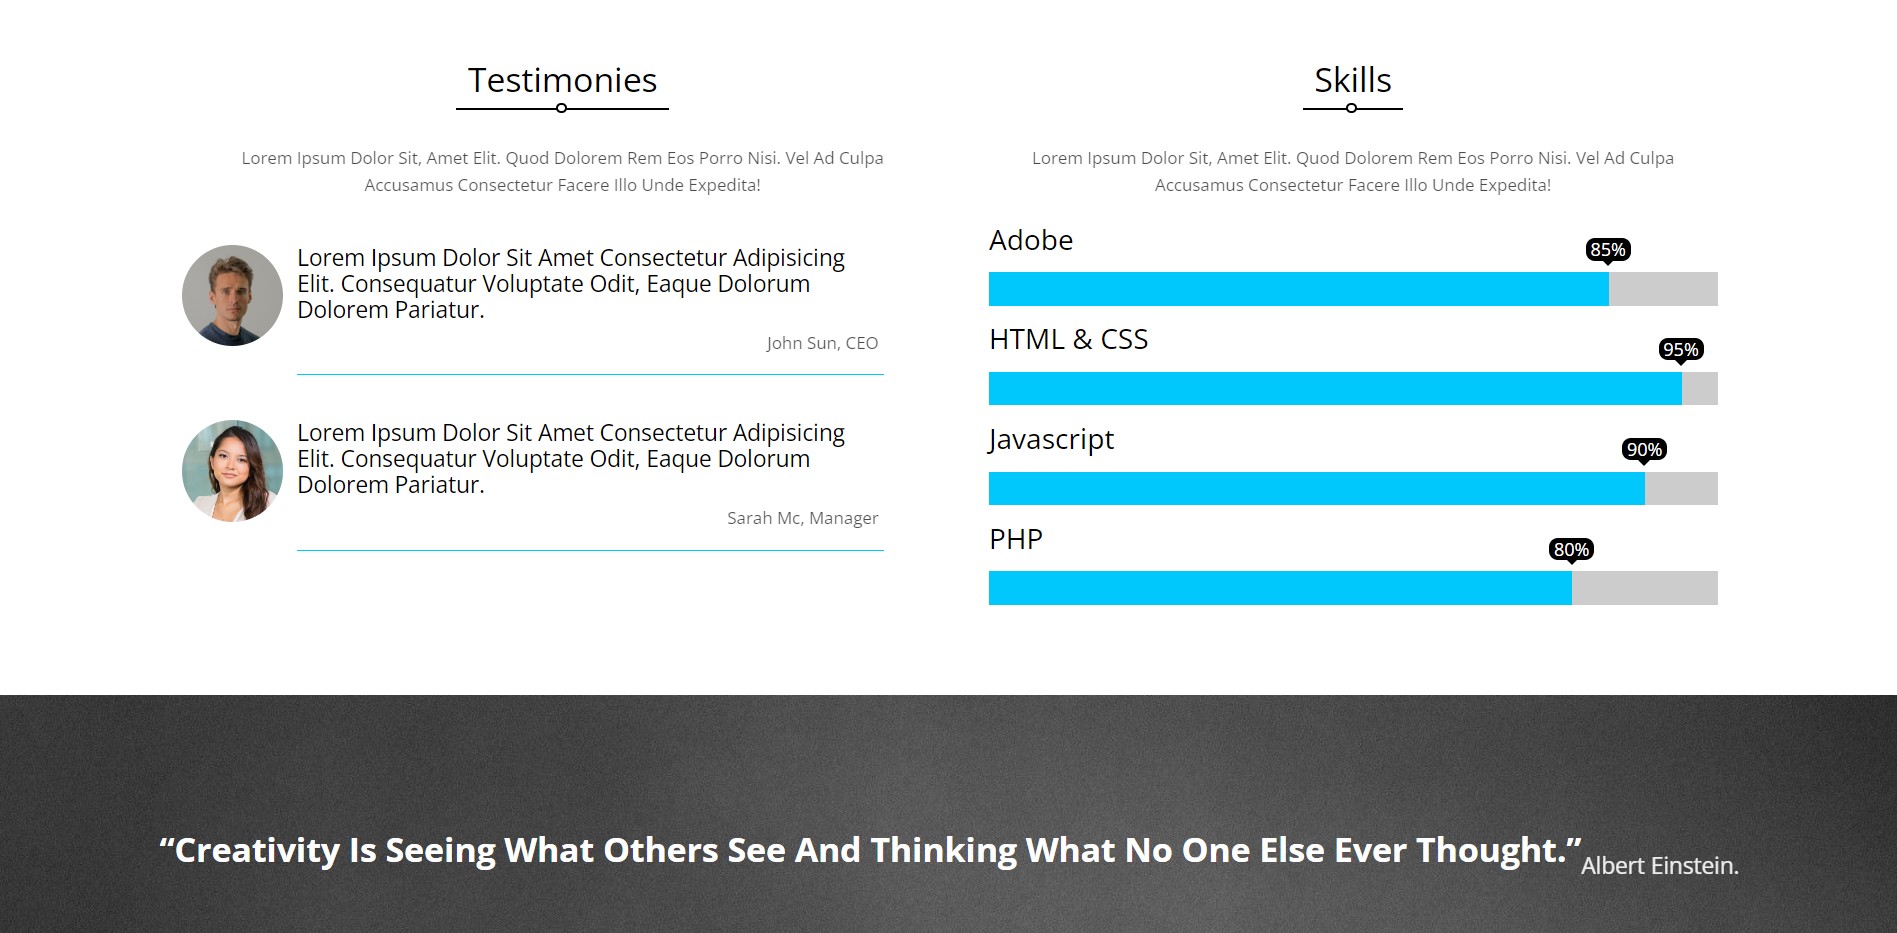 Testimonies
Lorem Ipsum Dolor Sit, Amet Elit. Quod Dolorem Rem Eos Porro Nisi. Vel Ad Culpa
Accusamus Consectetur Facere Illo Unde Expedita!
Lorem Ipsum Dolor Sit Amet Consectetur Adipisicing
Elit. Consequatur Voluptate Odit, Eaque Dolorum
Dolorem Pariatur.
John Sun, CEO
Lorem Ipsum Dolor Sit Amet Consectetur Adipisicing
Elit. Consequatur Voluptate Odit, Eaque Dolorum
Dolorem Pariatur.
Sarah Mc, Manager
Skills
Lorem Ipsum Dolor Sit, Amet Elit. Quod Dolorem Rem Eos Porro Nisi. Vel Ad Culpa
Accusamus Consectetur Facere Illo Unde Expedita!
Adobe
85%
HTML & CSS
95%
Javascript
90%
PHP
80%
“Creativity Is Seeing What Others See And Thinking What No One Else Ever Thought.”
Albert Einstein.